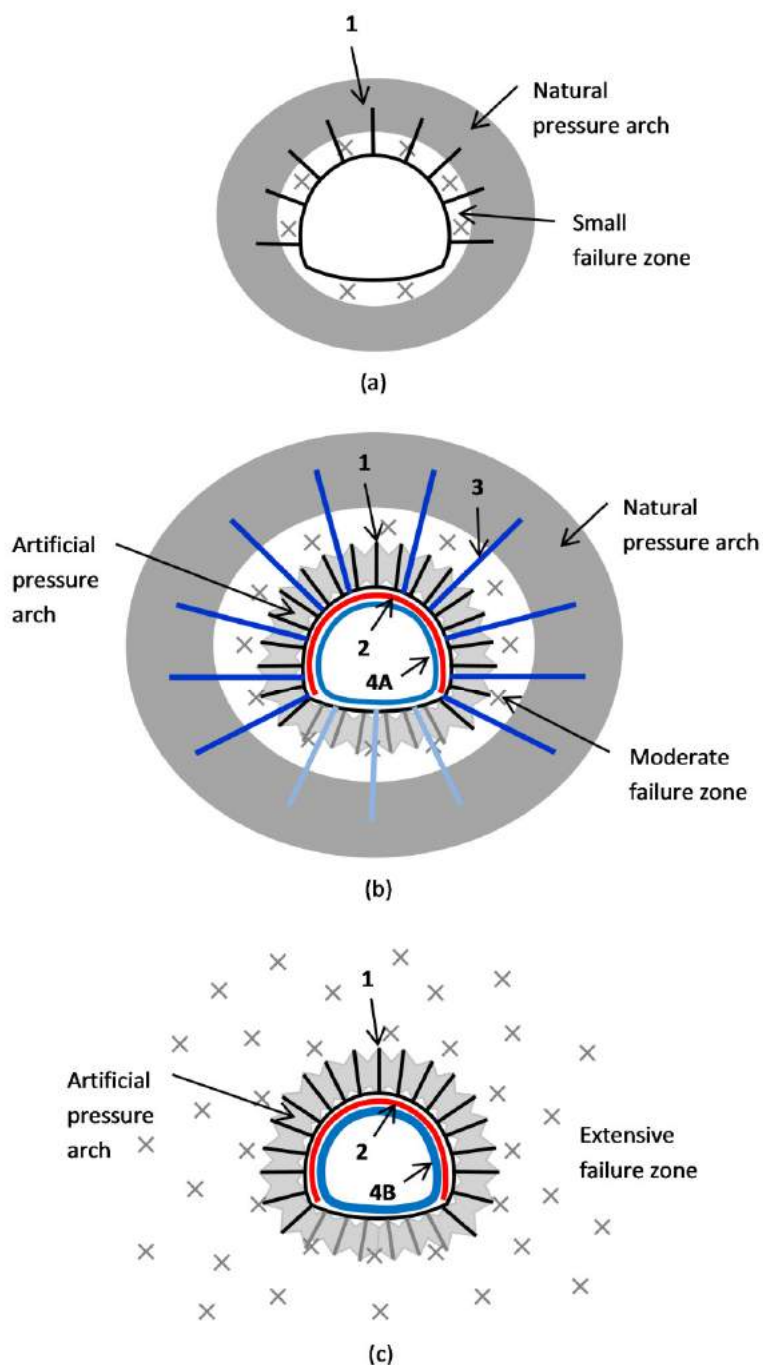 1
Natural
pressure arch
Small
failure zone
(a)
1
3
Natural
pressure arch
Artificial
pressure
arch
2
4A
Moderate
failure zone
(b)
1
Artificial
pressure
arch
Extensive
failure zone
2
4B
(c)